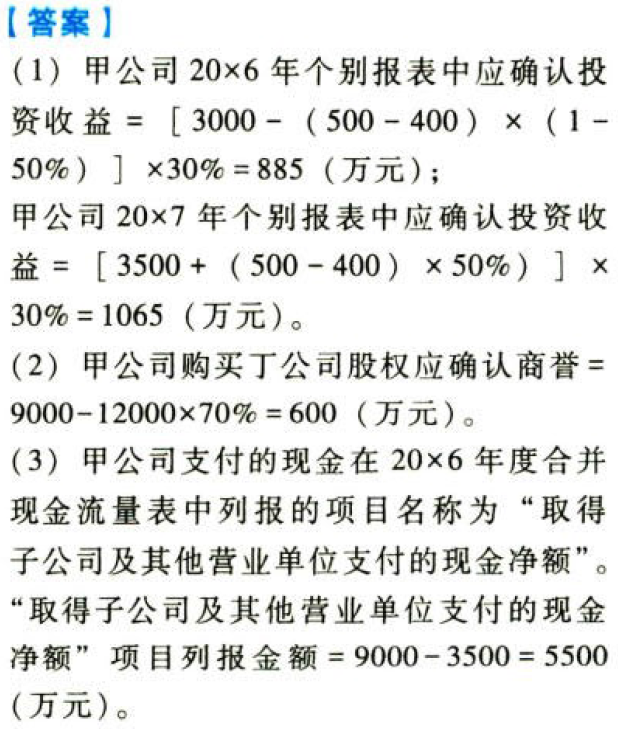 【答案】
(1) 甲公司 20×6 年个别报表中应确认投
资收益 = [ 3000 - ( 500 - 400 ) × ( 1 -
50% ) ] ×30% = 885 (万元);
甲公司 20×7 年个别报表中应确认投资收
益 = [ 3500 + ( 500 - 400 ) × 50% ) ] ×
30% = 1065 (万元)。
(2) 甲公司购买丁公司股权应确认商誉 =
9000-12000×70% = 600 (万元)。
(3) 甲公司支付的现金在 20×6 年度合并
现金流量表中列报的项目名称为“取得
子公司及其他营业单位支付的现金净额”。
“取得子公司及其他营业单位支付的现金
净额”项目列报金额 = 9000-3500 = 5500
(万元)。